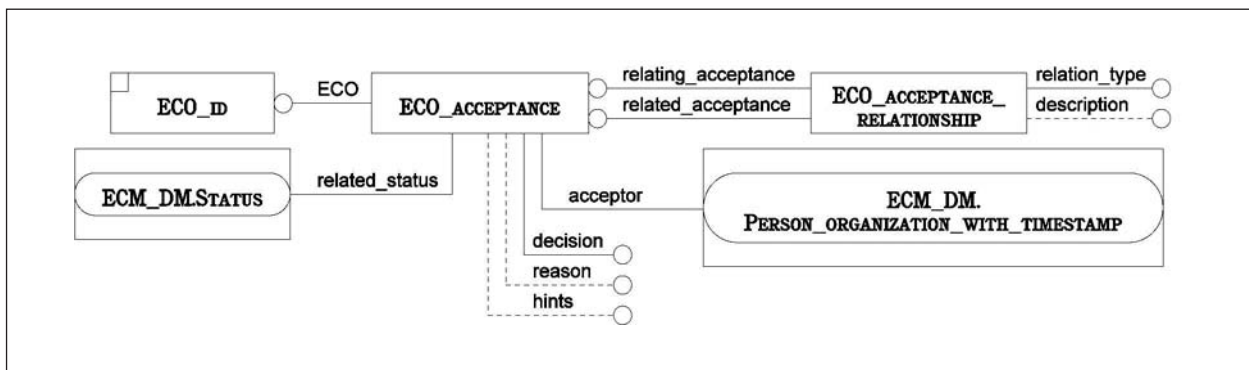 ECO_ID
ECO
ECO_ACCEPTANCE
relating_acceptance
related_acceptance
ECO_ACCEPTANCE_
RELATIONSHIP
relation_type
description
ECM_DM.STATUS
related_status
acceptor
ECM_DM.
PERSON_ORGANIZATION_WITH_TIMESTAMP
decision
reason
hints